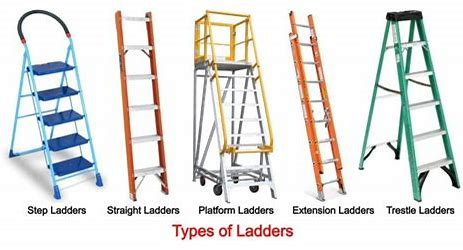 Step Ladders
Straight Ladders
Platform Ladders
Extension Ladders
Trestle Ladders
Types of Ladders